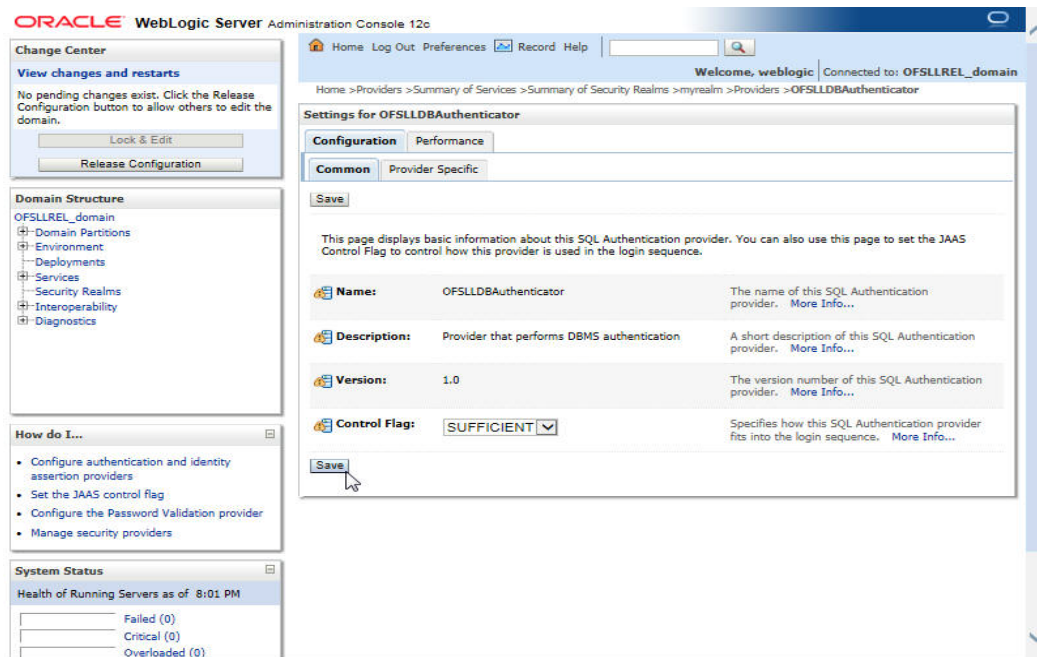 ORACLE WebLogic Server Administration Console 12c
Change Center
View changes and restarts
No pending changes exist. Click the Release
Configuration button to allow others to edit the
domain.
Lock & Edit
Release Configuration
Domain Structure
OFSLLREL_domain
Domain Partitions
Environment
Deployments
Services
Security Realms
Interoperability
Diagnostics
How do I...
Configure authentication and identity
assertion providers
Set the JAAS control flag
Configure the Password Validation provider
Manage security providers
System Status
Health of Running Servers as of 8:01 PM
Failed (0)
Critical (0)
Overloaded (0)
Home Log Out Preferences Record Help
Welcome, weblogic Connected to: OFSLLREL_domain
Home >Providers >Summary of Services >Summary of Security Realms >myrealm >Providers >OFSLLDBAuthenticator
Settings for OFSLLDBAuthenticator
Configuration Performance
Common Provider Specific
Save
This page displays basic information about this SQL Authentication provider. You can also use this page to set the JAAS
Control Flag to control how this provider is used in the login sequence.
Name: OFSLLDBAuthenticator The name of this SQL Authentication
provider. More Info...
Description: Provider that performs DBMS authentication A short description of this SQL Authentication
provider. More Info...
Version: 1.0 The version number of this SQL Authentication
provider. More Info...
Control Flag: SUFFICIENT Specifies how this SQL Authentication provider
fits into the login sequence. More Info...
Save